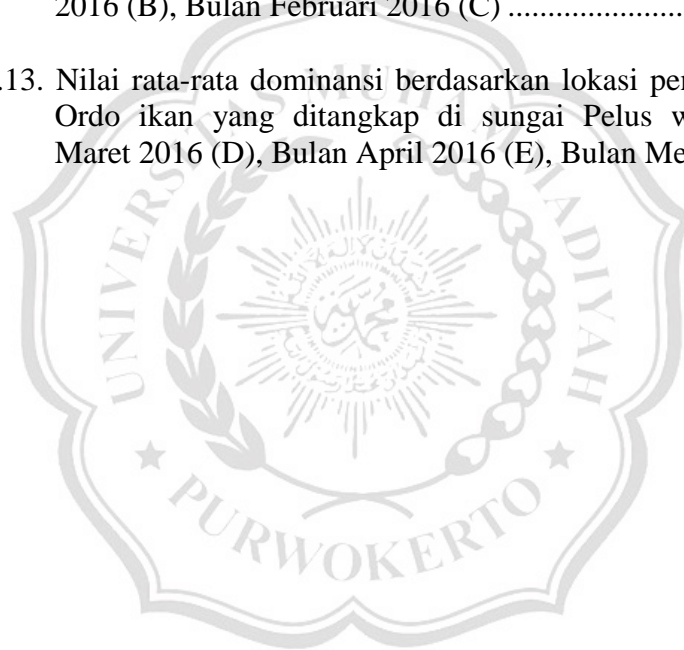 2016 (B), Bulan Februari 2016 (C) ......................
.13. Nilai rata-rata dominansi berdasarkan lokasi per
Ordo ikan yang ditangkap di sungai Pelus w
Maret 2016 (D), Bulan April 2016 (E), Bulan Me
UNIVERSITAS MUHAMMADIYAH
PURWOKERTO